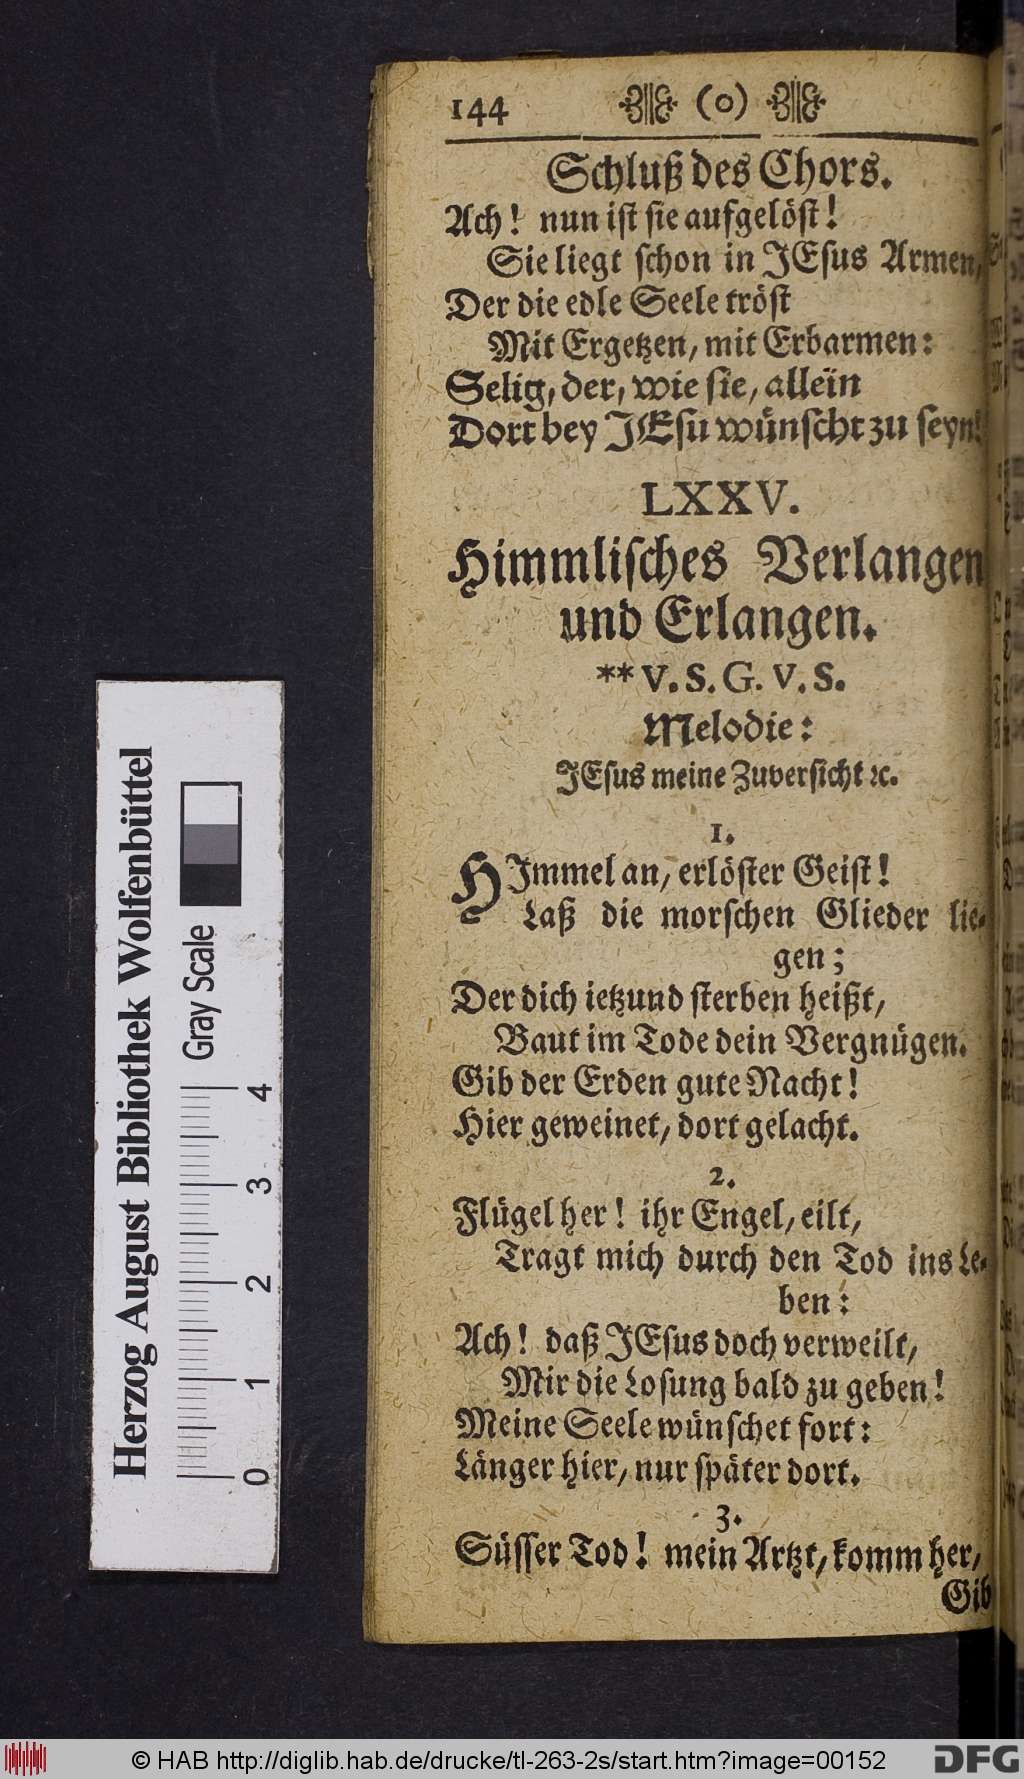 144 (o)
Schluß des Chors.
Ach! nun iſt ſie aufgelöſt!
Sie liegt ſchon in JEſus Armen,
Der die edle Seele tröſt
Mit Ergetzen, mit Erbarmen:
Selig, der, wie ſie, allein
Dort bey JEſu wünſcht zu ſeyn!
LXXV.
Himmliſches Verlangen
und Erlangen.
** V. S. G. V. S.
Melodie:
JEſus meine Zuverſicht ꝛc.
1.
HImmel an, erlöſter Geiſt!
Laß die morſchen Glieder lie-
gen;
Der dich ietzund ſterben heißt,
Baut im Tode dein Vergnügen.
Gib der Erden gute Nacht!
Hier geweinet, dort gelacht.
2.
Flügel her! ihr Engel, eilt,
Tragt mich durch den Tod ins Le-
ben:
Ach! daß JEſus doch verweilt,
Mir die Loſung bald zu geben!
Meine Seele wünſchet fort:
Länger hier, nur ſpäter dort.
3.
Süſſer Tod! mein Artzt, komm her,
Gib
Herzog August Bibliothek Wolfenbüttel
Gray Scale
0 1 2 3 4
© HAB http://diglib.hab.de/drucke/tl-263-2s/start.htm?image=00152
DFG